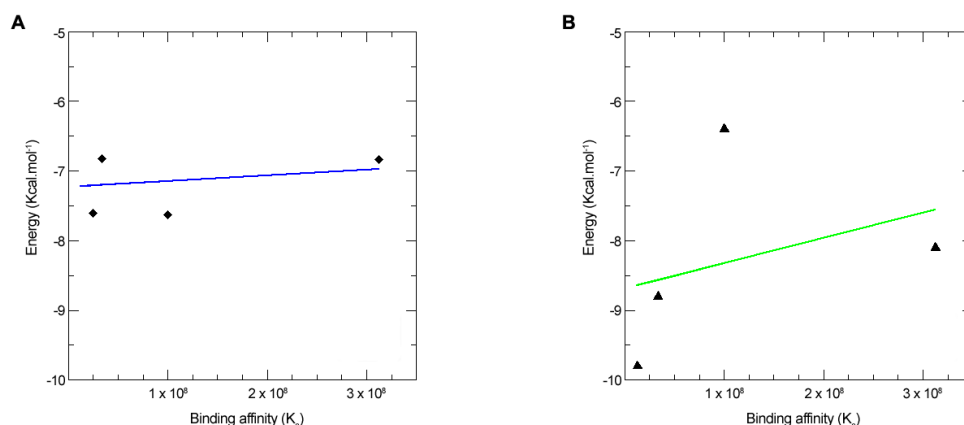 A
B
Energy (Kcal.mol⁻¹)
-5
-6
-7
-8
-9
-10
1 x 10⁸
2 x 10⁸
3 x 10⁸
Binding affinity (Kₐ)
Energy (Kcal.mol⁻¹)
-5
-6
-7
-8
-9
-10
1 x 10⁸
2 x 10⁸
3 x 10⁸
Binding affinity (Kₐ)